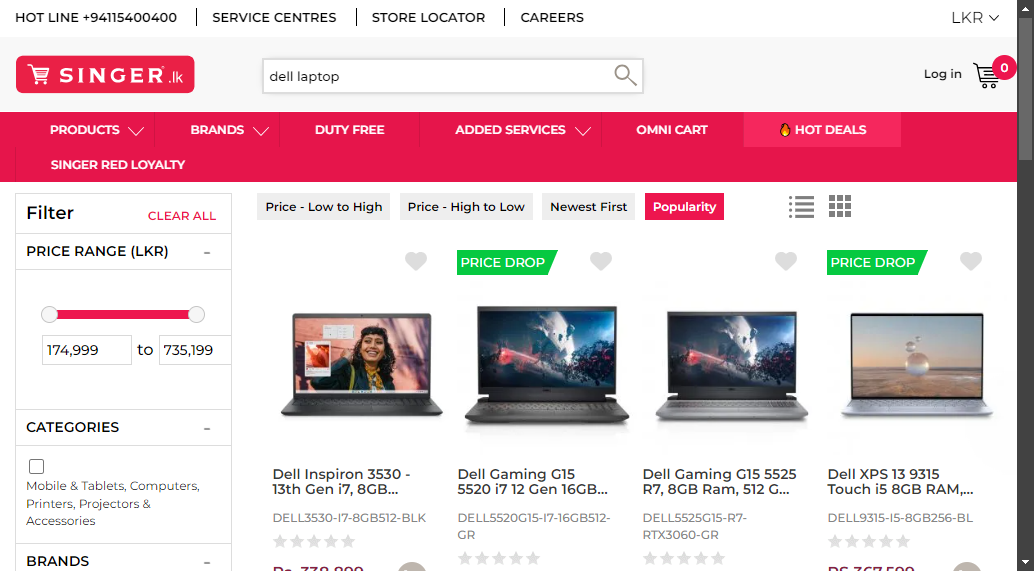 HOT LINE +94115400400
SERVICE CENTRES
STORE LOCATOR
CAREERS
LKR
SINGER.lk
dell laptop
Log in
0
PRODUCTS
BRANDS
DUTY FREE
ADDED SERVICES
OMNI CART
HOT DEALS
SINGER RED LOYALTY
Filter
CLEAR ALL
PRICE RANGE (LKR)
-
174,999 to 735,199
CATEGORIES
-
Mobile & Tablets, Computers,
Printers, Projectors &
Accessories
BRANDS
-
Price - Low to High
Price - High to Low
Newest First
Popularity
Dell Inspiron 3530 -
13th Gen i7, 8GB...
DELL3530-I7-8GB512-BLK
PRICE DROP
Dell Gaming G15
5520 i7 12 Gen 16GB...
DELL5520G15-I7-16GB512-
GR
Dell Gaming G15 5525
R7, 8GB Ram, 512 G...
DELL5525G15-R7-
RTX3060-GR
PRICE DROP
Dell XPS 13 9315
Touch i5 8GB RAM,...
DELL9315-I5-8GB256-BL